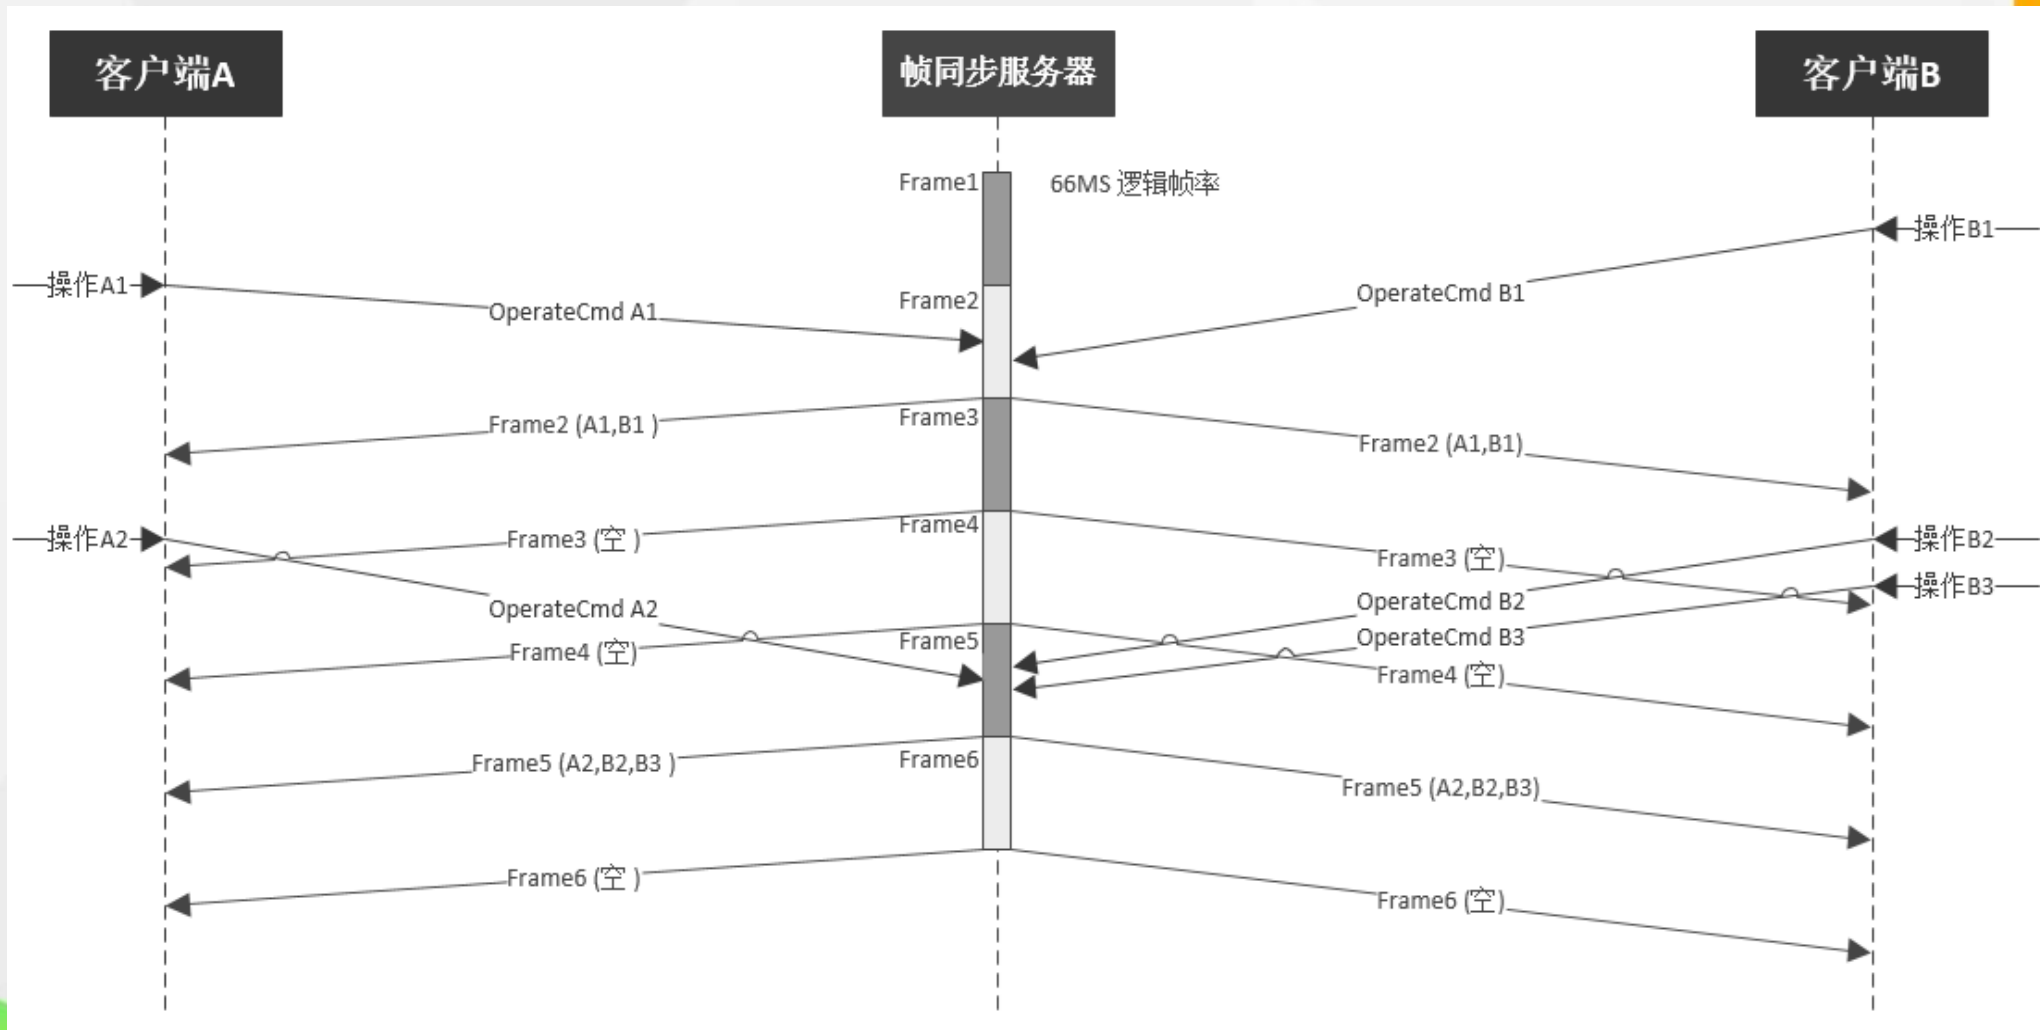 客户端A
帧同步服务器
客户端B
Frame1
66MS 逻辑帧率
操作B1
操作A1
OperateCmd B1
Frame2
OperateCmd A1
Frame3
Frame2 (A1,B1 )
Frame2 (A1,B1)
Frame4
操作A2
Frame3 (空 )
操作B2
Frame3 (空)
操作B3
OperateCmd B2
OperateCmd A2
OperateCmd B3
Frame5
Frame4 (空)
Frame4 (空)
Frame6
Frame5 (A2,B2,B3 )
Frame5 (A2,B2,B3)
Frame6 (空 )
Frame6 (空)